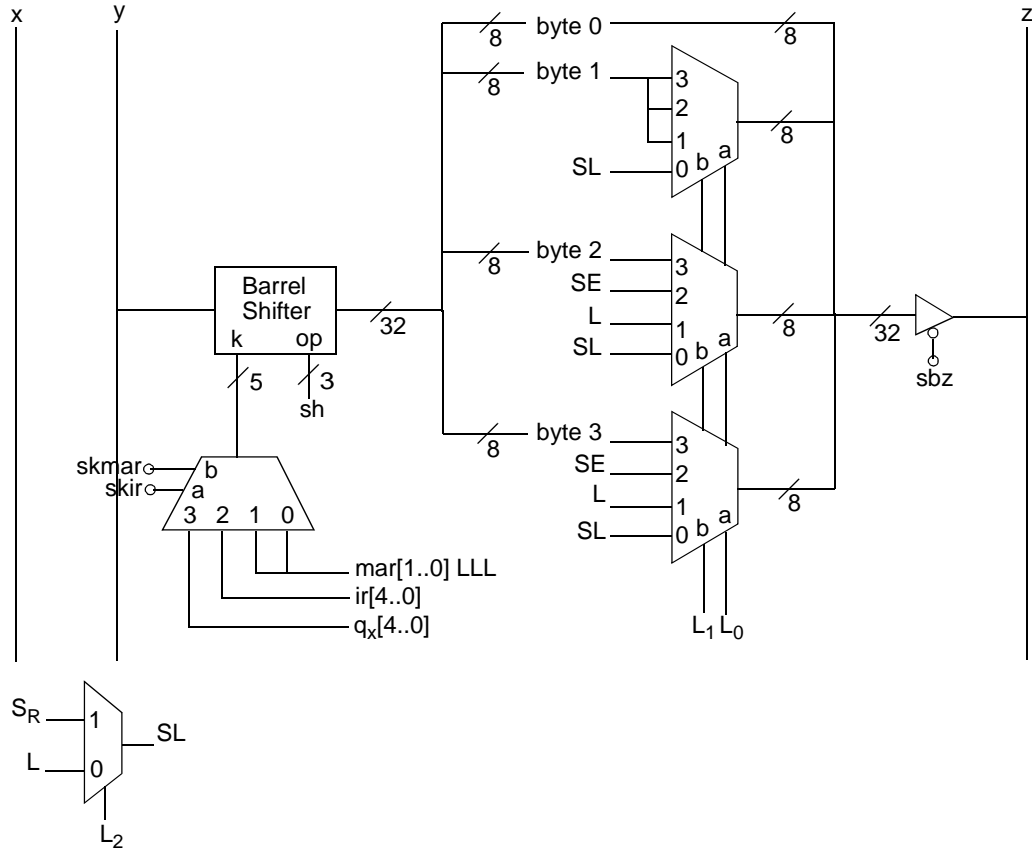 x
y
z
8
byte 0
8
8
byte 1
3
2
1
0
b
a
8
SL
8
byte 2
3
SE
2
L
1
SL
0
b
a
8
Barrel
Shifter
k
op
32
32
sbz
5
3
sh
8
byte 3
3
SE
2
L
1
SL
0
b
a
8
skmar
b
skir
a
3
2
1
0
mar[1..0] LLL
ir[4..0]
qx[4..0]
L1
L0
SR
1
SL
L
0
L2